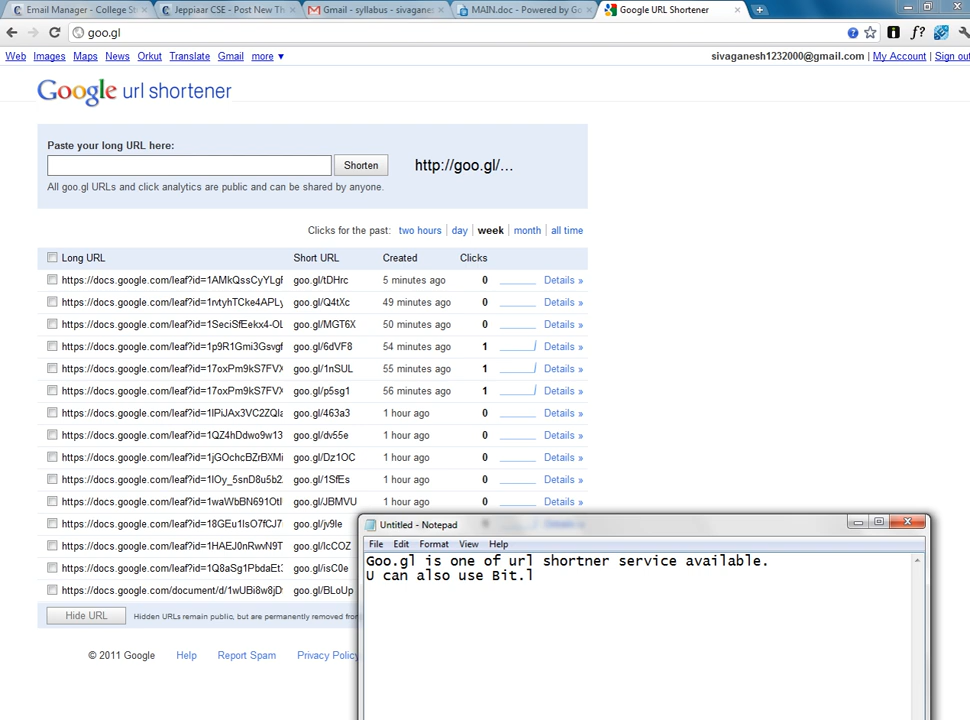 Email Manager - College St
Jeppiaar CSE - Post New Th
Gmail - syllabus - sivaganes
MAIN.doc - Powered by Go
Google URL Shortener
goo.gl
Web Images Maps News Orkut Translate Gmail more ▼
sivaganesh1232000@gmail.com | My Account | Sign out
Google url shortener
Paste your long URL here:
Shorten
http://goo.gl/...
All goo.gl URLs and click analytics are public and can be shared by anyone.
Clicks for the past: two hours | day | week | month | all time
Long URL Short URL Created Clicks
https://docs.google.com/leaf?id=1AMkQssCyYLgF goo.gl/tDHrc 5 minutes ago 0 Details »
https://docs.google.com/leaf?id=1rvtyhTCke4APLy goo.gl/Q4tXc 49 minutes ago 0 Details »
https://docs.google.com/leaf?id=1SeciSfEekx4-OL goo.gl/MGT6X 50 minutes ago 0 Details »
https://docs.google.com/leaf?id=1p9R1Gmi3Gsvgf goo.gl/6dVF8 54 minutes ago 1 Details »
https://docs.google.com/leaf?id=17oxPm9kS7FVX goo.gl/1nSUL 55 minutes ago 1 Details »
https://docs.google.com/leaf?id=17oxPm9kS7FVX goo.gl/p5sg1 56 minutes ago 1 Details »
https://docs.google.com/leaf?id=1lPiJAx3VC2ZQla goo.gl/463a3 1 hour ago 0 Details »
https://docs.google.com/leaf?id=1QZ4hDdwo9w13 goo.gl/dv55e 1 hour ago 0 Details »
https://docs.google.com/leaf?id=1jGOchcBZrBXMi goo.gl/Dz1OC 1 hour ago 0 Details »
https://docs.google.com/leaf?id=1lOy_5snD8u5b2 goo.gl/1SfEs 1 hour ago 0 Details »
https://docs.google.com/leaf?id=1waWbBN691OtI goo.gl/JBMVU 1 hour ago 0 Details »
https://docs.google.com/leaf?id=18GEu1IsO7fCJ7 goo.gl/jv9le
https://docs.google.com/leaf?id=1HAEJ0nRwvN9T goo.gl/IcCOZ
https://docs.google.com/leaf?id=1Q8aSg1PbdaEt goo.gl/isC0e
https://docs.google.com/document/d/1wUBi8w8jD goo.gl/BLoUp
Hide URL
Hidden URLs remain public, but are permanently removed from
© 2011 Google Help Report Spam Privacy Policy
Untitled - Notepad
File Edit Format View Help
Goo.gl is one of url shortner service available.
U can also use Bit.l